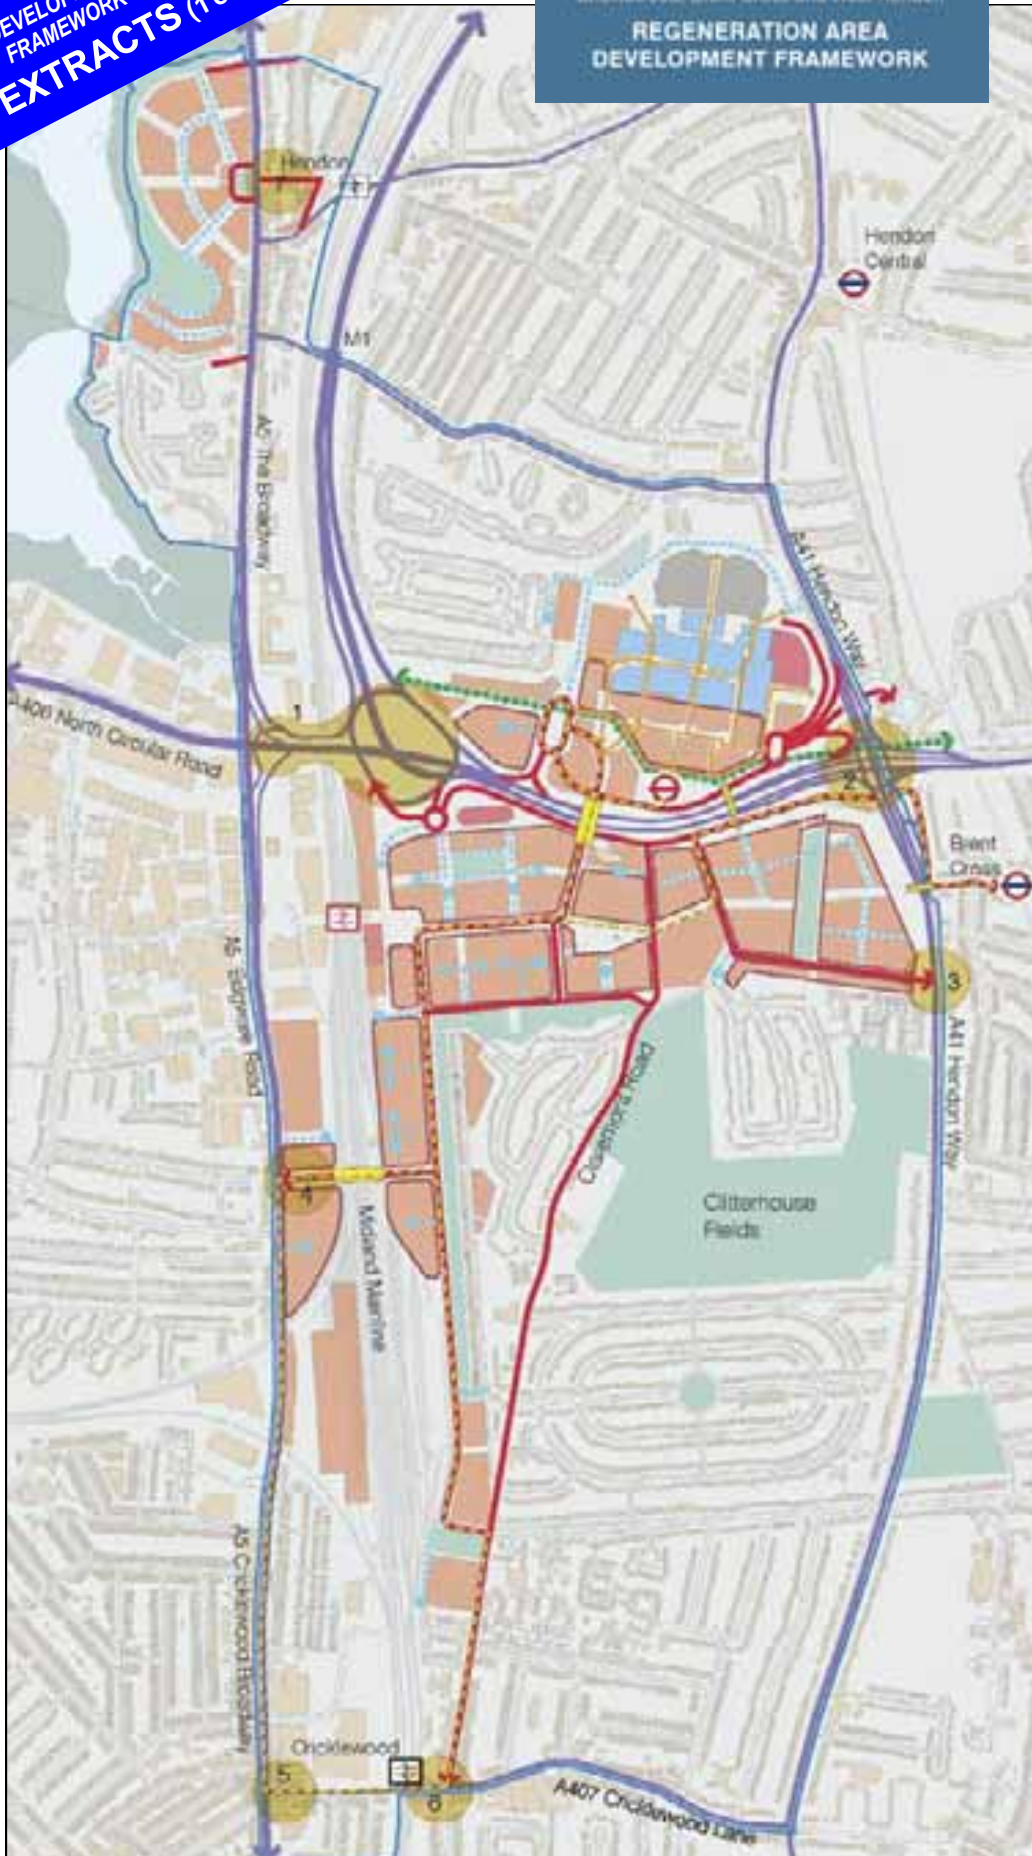 FRAMEWORK
EXTRACTS
REGENERATION AREA
DEVELOPMENT FRAMEWORK
Hendon
Hendon
Central
M1
A5 The Broadway
A41 Hendon Way
1
A406 North Circular Road
2
Brent
Cross
3
A5 Edgware Road
A41 Hendon Way
Claremont Road
4
Clitterhouse
Fields
Midland Mainline
A5 Cricklewood Broadway
Cricklewood
5
6
A407 Cricklewood Lane